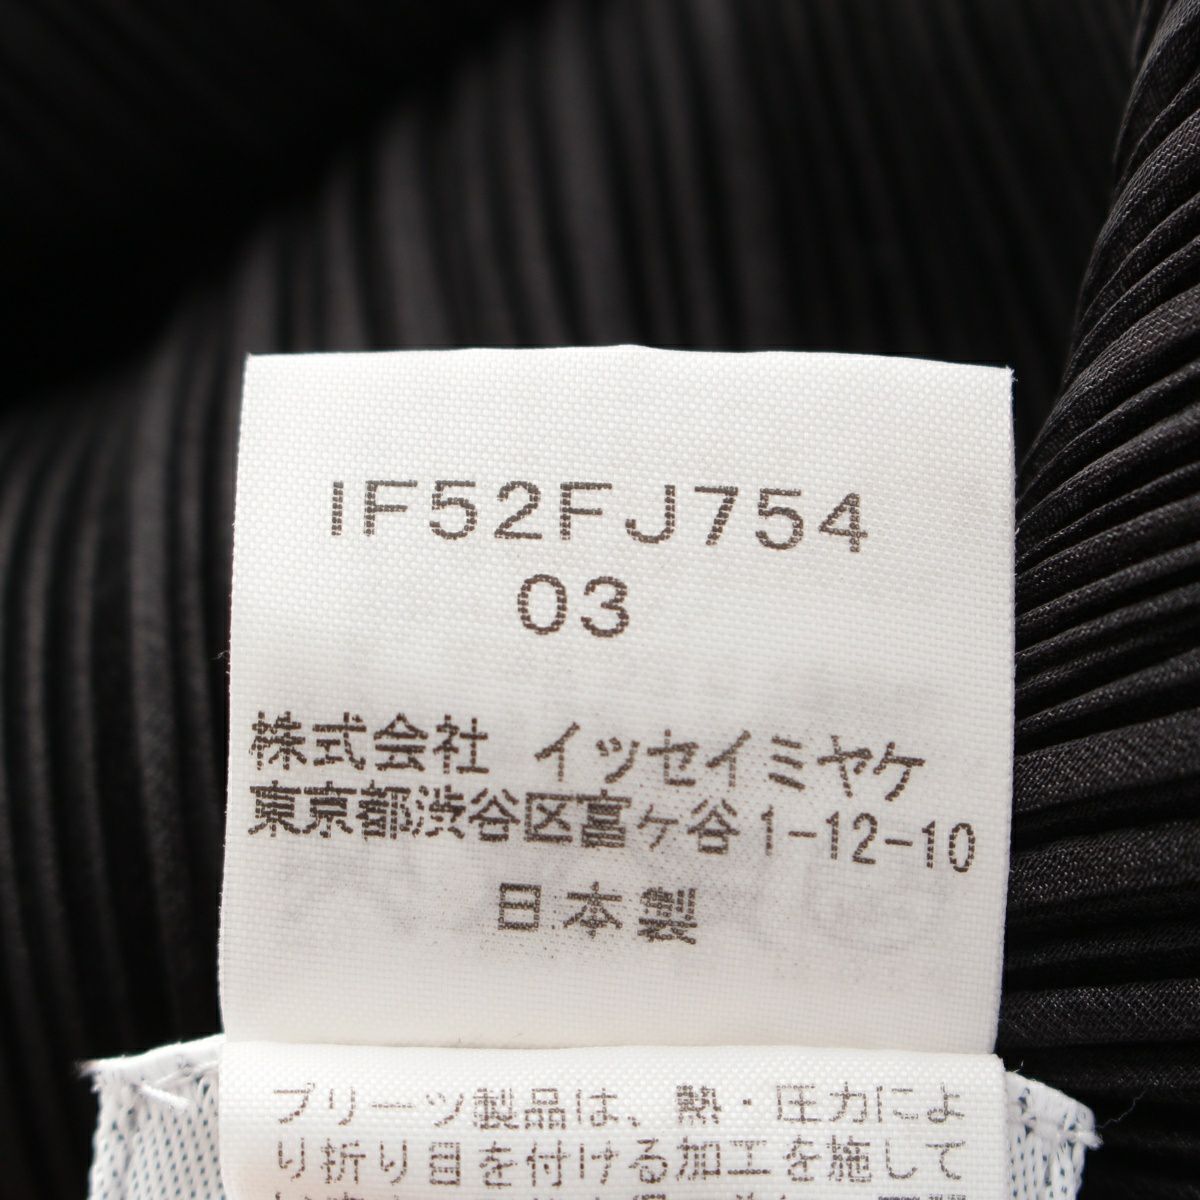 IF52FJ754
03
株式会社 イッセイミヤケ
東京都渋谷区富ヶ谷1-12-10
日本製
プリーツ製品は、熱・圧力によ
り折り目を付ける加工を施して